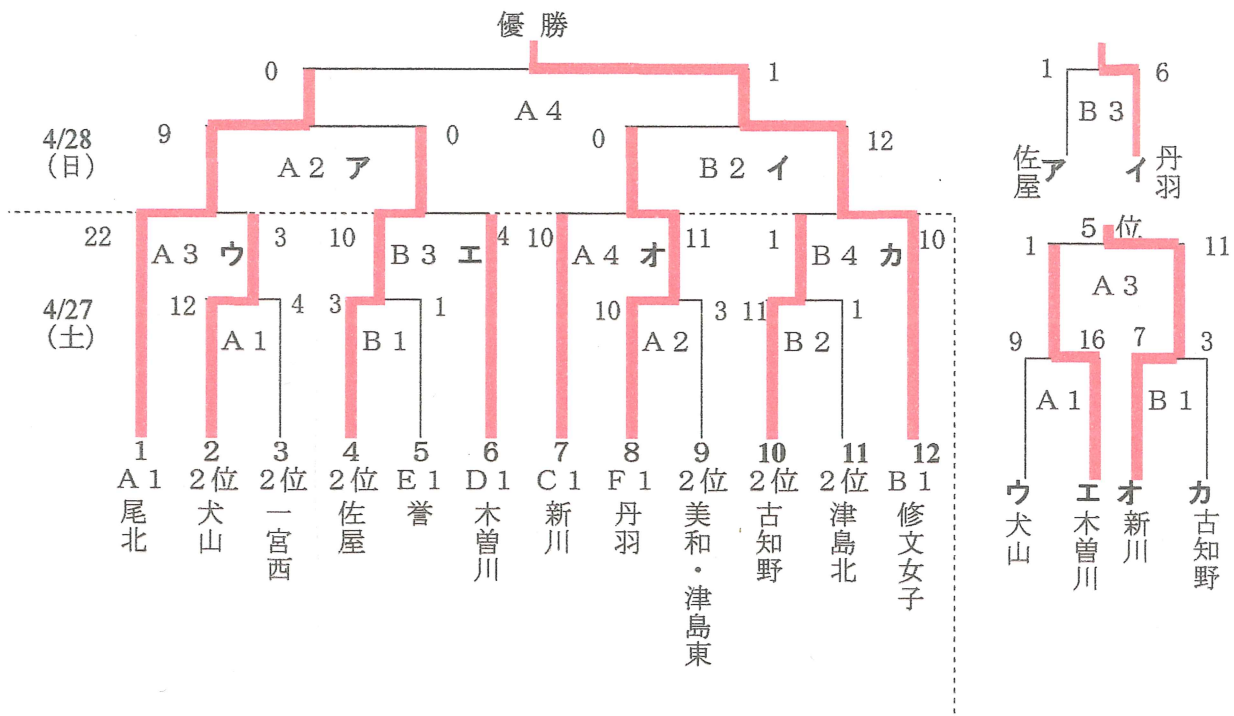 優勝
0 1
A4
4/28
(日)
9 0 0 12
A2 ア B2 イ
22 3 10 4 10 11 1 10
A3 ウ B3 エ A4 オ B4 カ
4/27
(土)
12 4 3 1 10 3 11 1
A1 B1 A2 B2
1 2 3 4 5 6 7 8 9 10 11 12
A1 2位 2位 2位 E1 D1 C1 F1 2位 2位 2位 B1
尾北
犬山
一宮西
佐屋
誉
木曽川
新川
丹羽
美和・津島東
古知野
津島北
修文女子
1 6
B3
佐屋 ア イ 丹羽
5位
1 11
A3
9 16 7 3
A1 B1
ウ エ オ カ
犬山
木曽川
新川
古知野